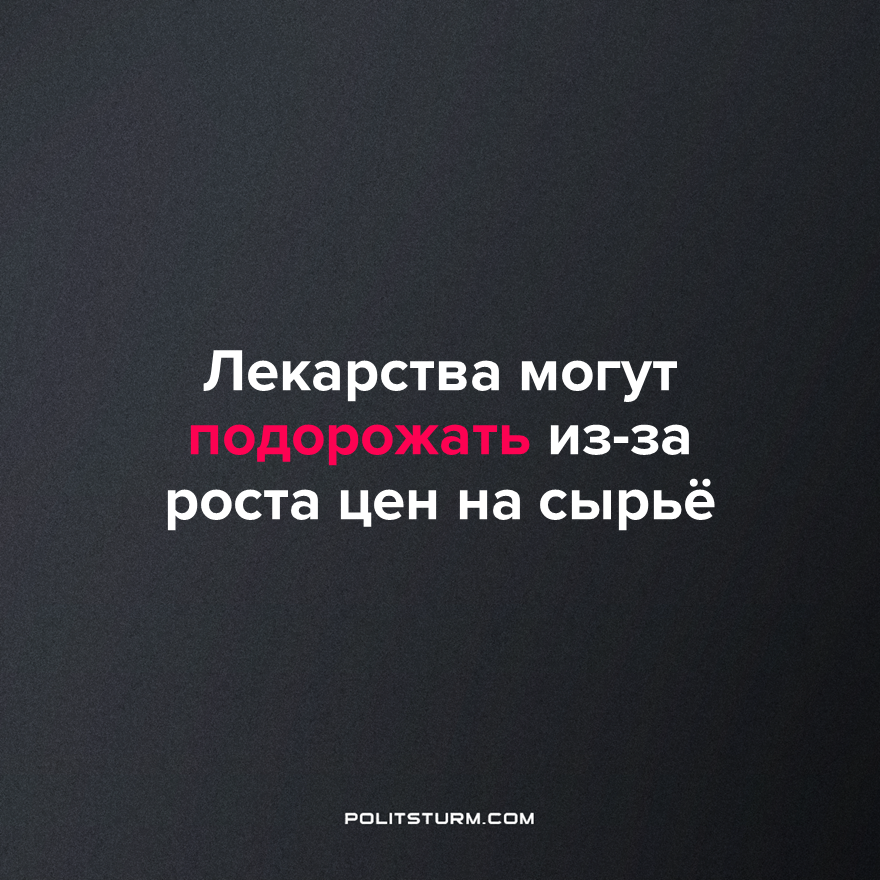 Лекарства могут
подорожать из-за
роста цен на сырьё
POLITSTURM.COM